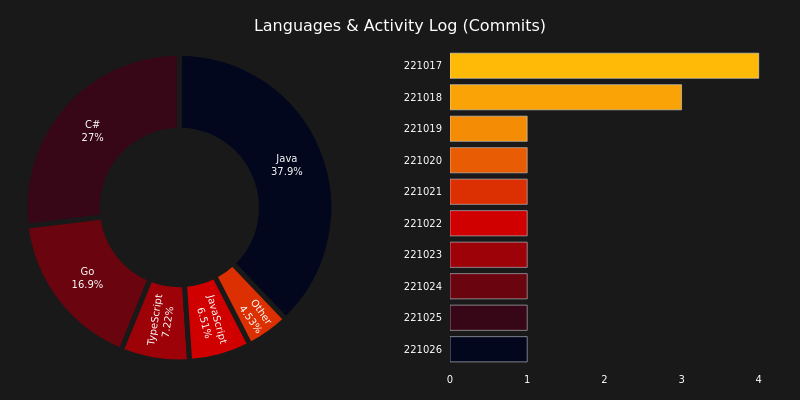 Languages & Activity Log (Commits)
Java
37.9%
C#
27%
Go
16.9%
TypeScript
7.22%
JavaScript
6.51%
Other
4.53%
221017
221018
221019
221020
221021
221022
221023
221024
221025
221026
0 1 2 3 4